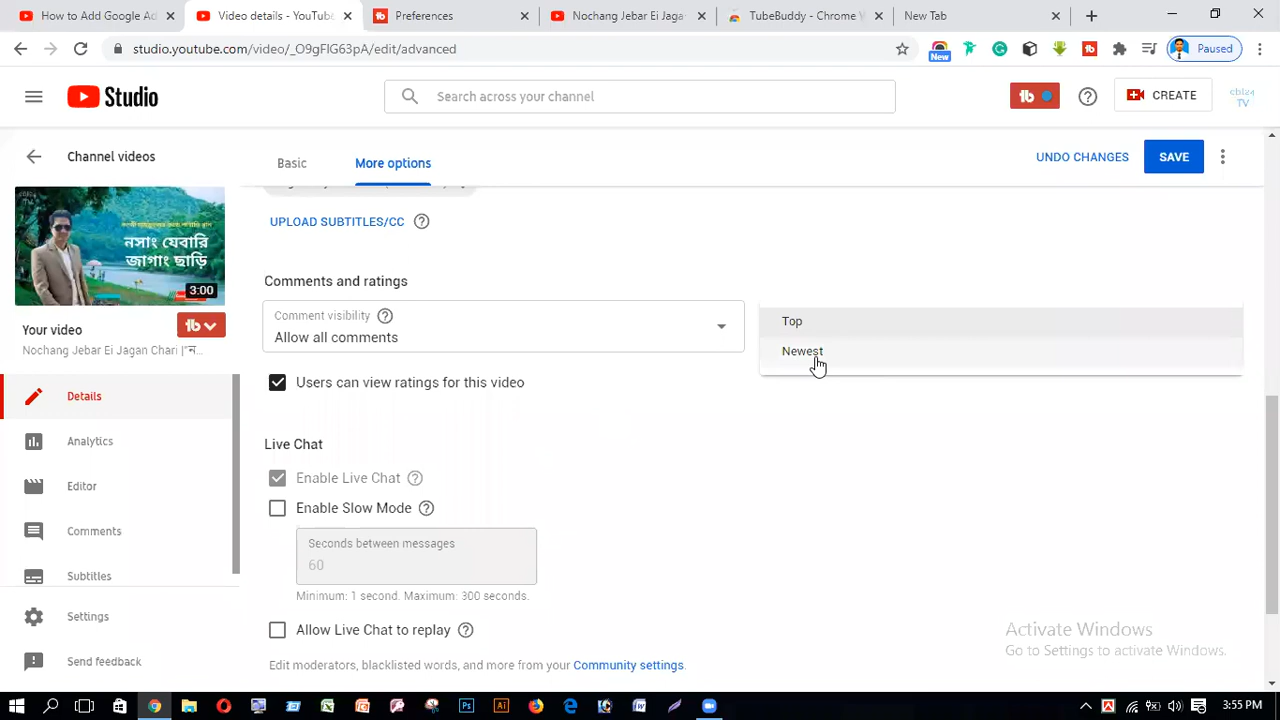 How to Add Google Ad
Video details - YouTub
Preferences
Nochang Jebar Ei Jaga
TubeBuddy - Chrome V
New Tab
studio.youtube.com/video/_O9gFIG63pA/edit/advanced
New
Paused
Studio
Search across your channel
CREATE
cbl24
TV
Channel videos
Basic
More options
UNDO CHANGES
SAVE
নসাং যেবারি
জাগাং ছাড়ি
3:00
UPLOAD SUBTITLES/CC
Comments and ratings
Your video
Nochang Jebar Ei Jagan Chari |"ন...
Comment visibility
Allow all comments
Top
Newest
Users can view ratings for this video
Details
Analytics
Editor
Comments
Subtitles
Settings
Send feedback
Live Chat
Enable Live Chat
Enable Slow Mode
Seconds between messages
60
Minimum: 1 second. Maximum: 300 seconds.
Allow Live Chat to replay
Edit moderators, blacklisted words, and more from your Community settings.
Activate Windows
Go to Settings to activate Windows.
3:55 PM